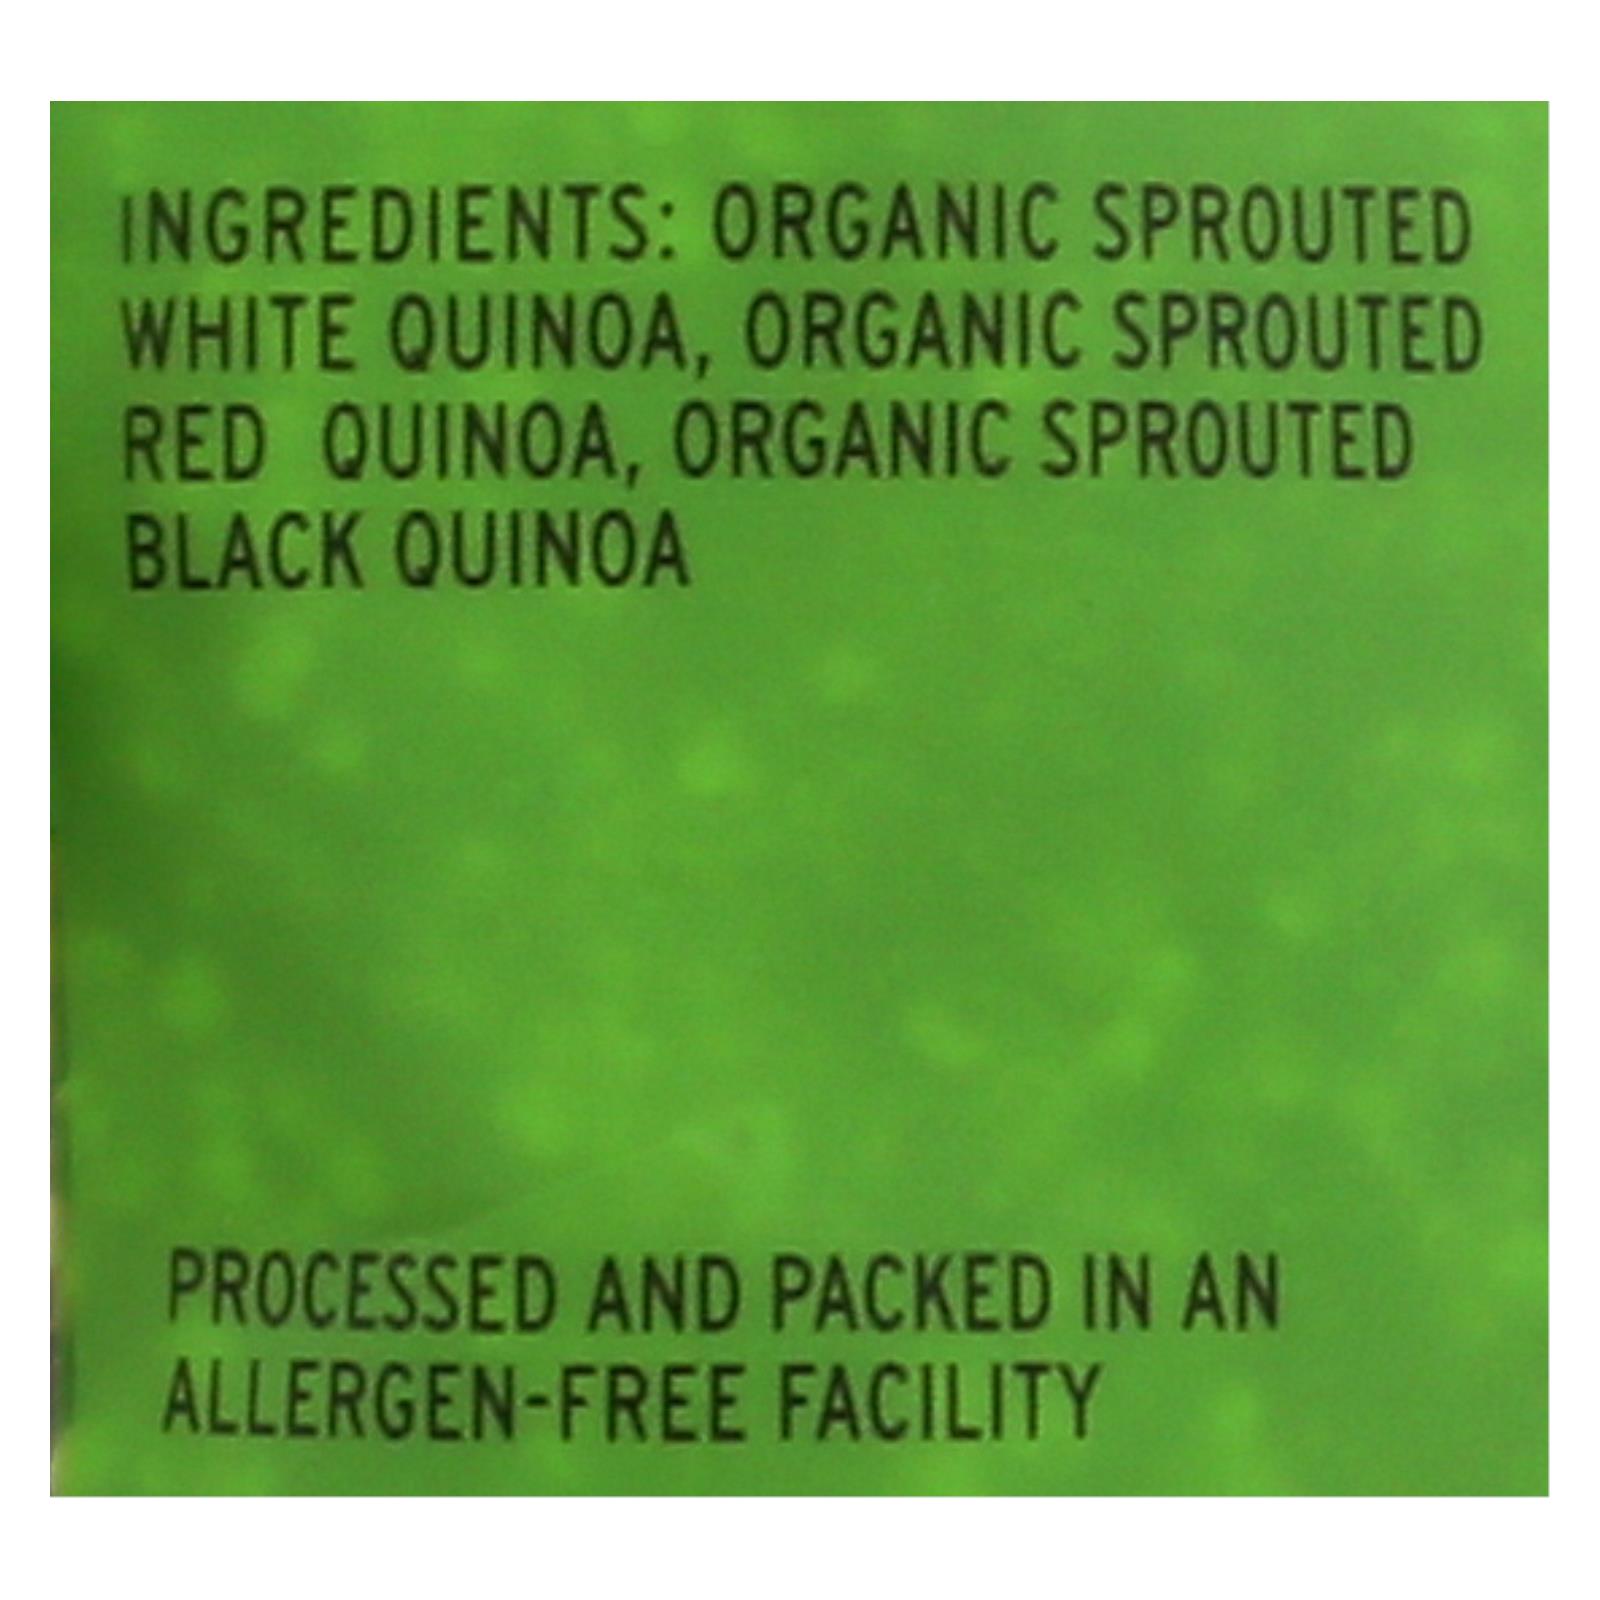 INGREDIENTS: ORGANIC SPROUTED
WHITE QUINOA, ORGANIC SPROUTED
RED QUINOA, ORGANIC SPROUTED
BLACK QUINOA
PROCESSED AND PACKED IN AN
ALLERGEN-FREE FACILITY